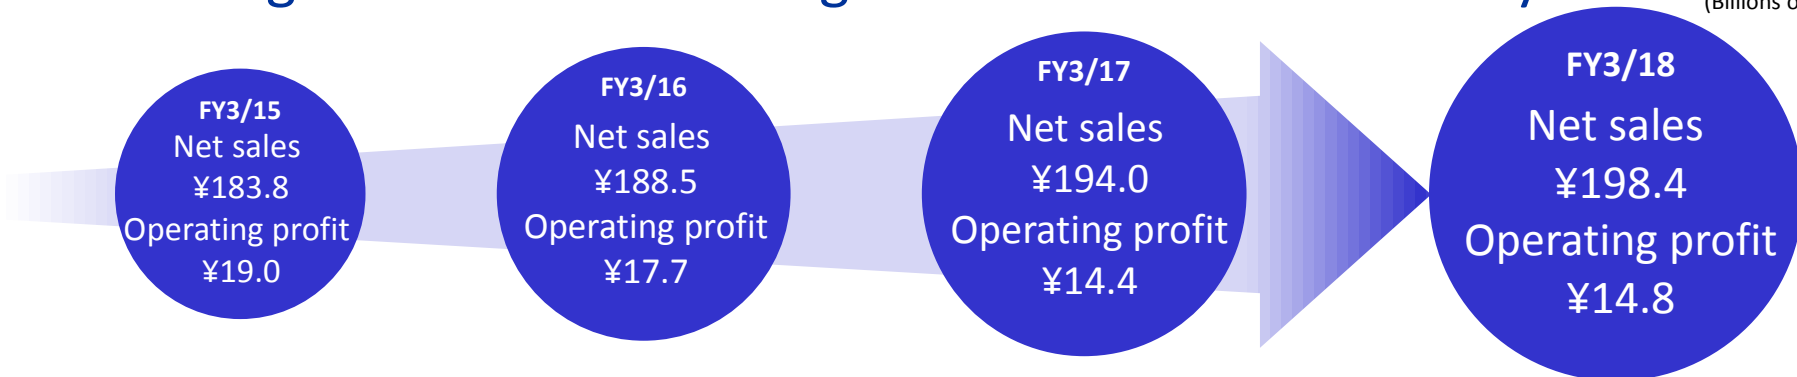 (Billions o
FY3/15
Net sales
¥183.8
Operating profit
¥19.0
FY3/16
Net sales
¥188.5
Operating profit
¥17.7
FY3/17
Net sales
¥194.0
Operating profit
¥14.4
FY3/18
Net sales
¥198.4
Operating profit
¥14.8